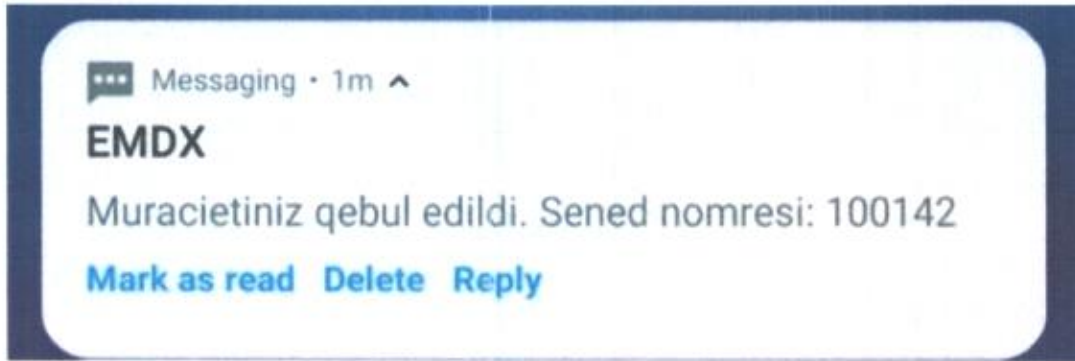 Messaging • 1m ^
EMDX
Muracietiniz qebul edildi. Sened nomresi: 100142
Mark as read Delete Reply